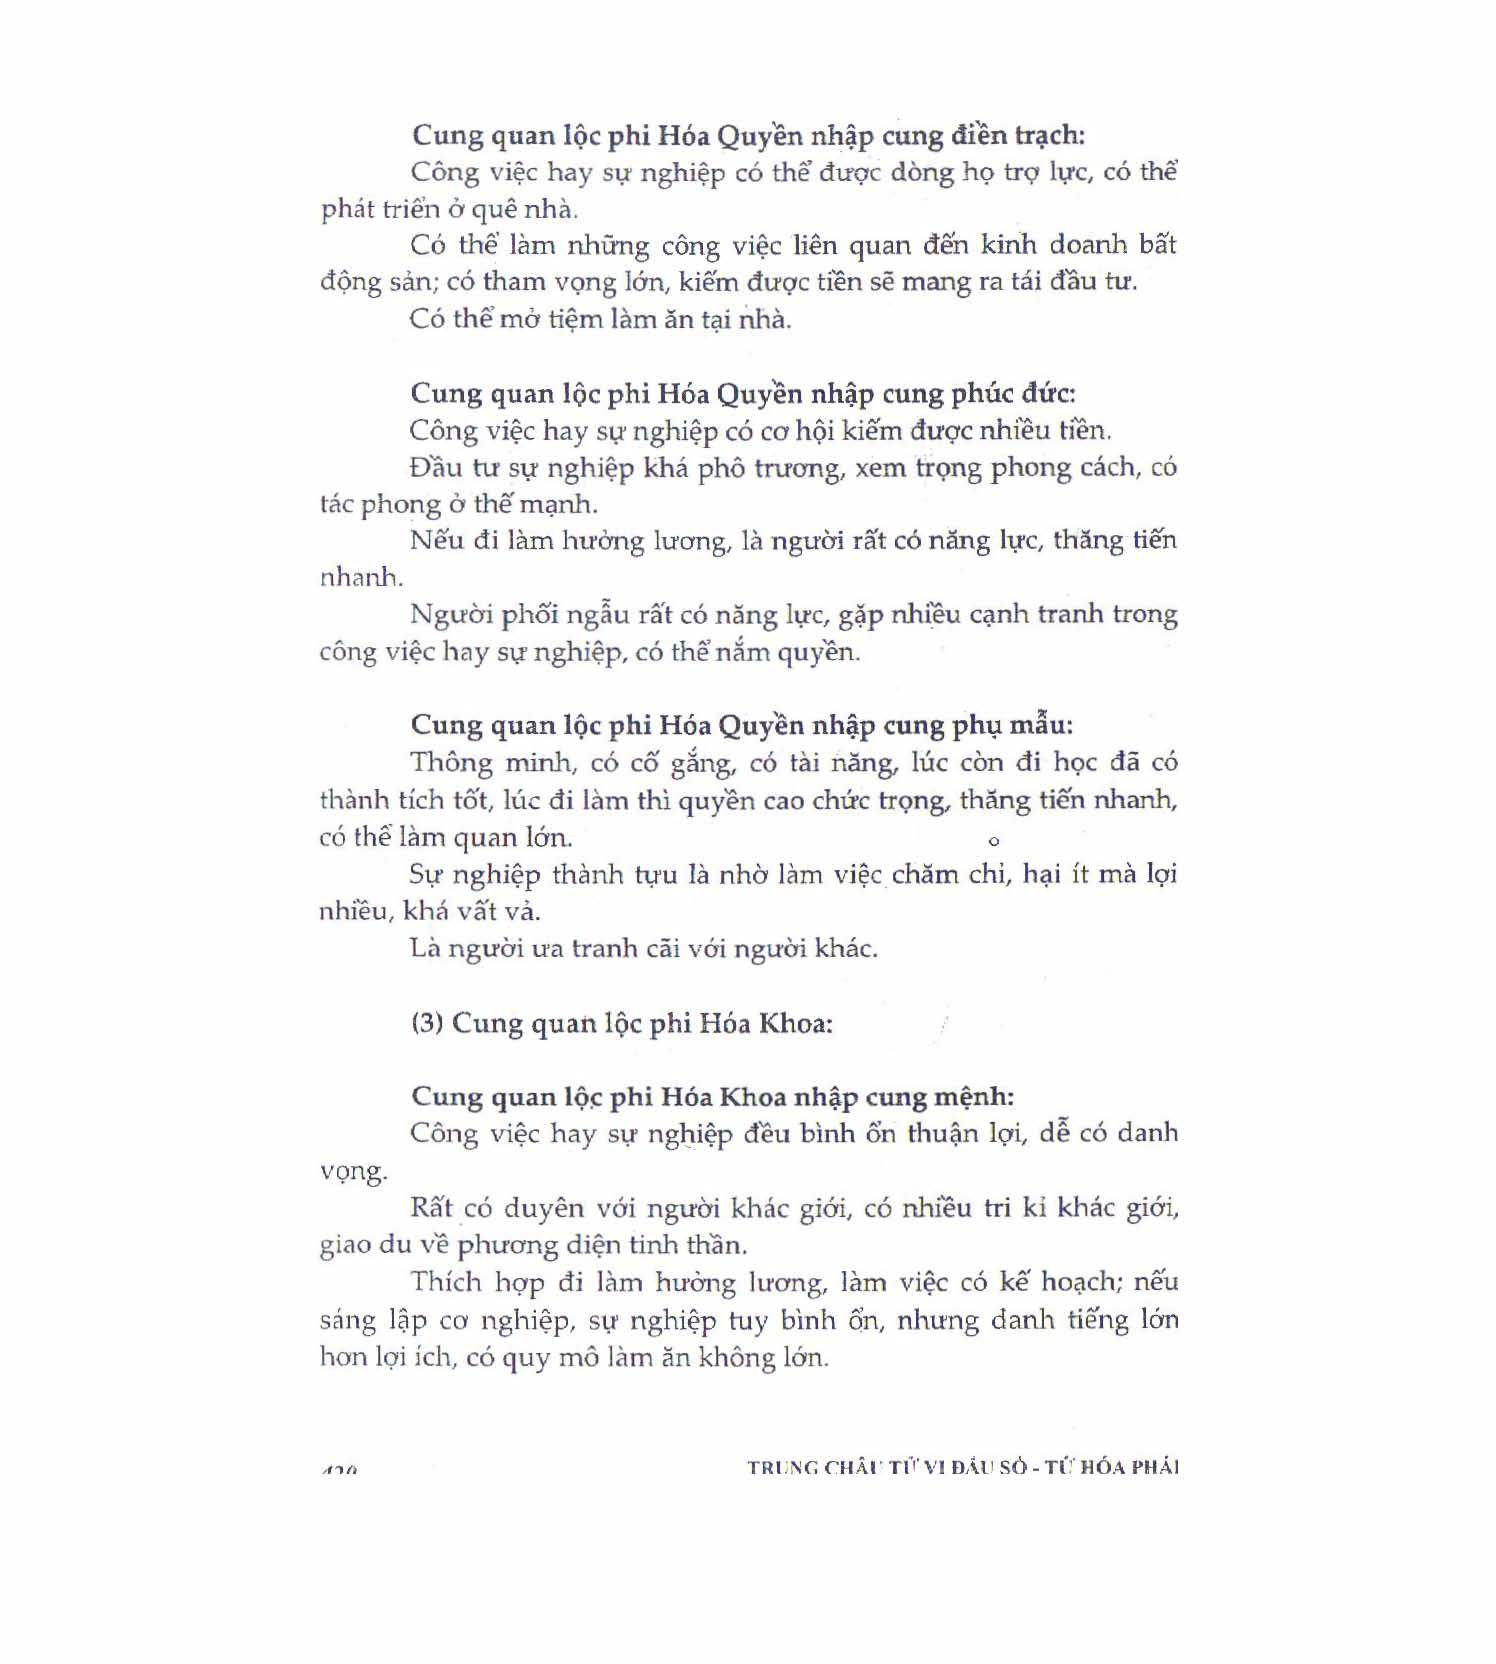 Cung quan lộc phi Hóa Quyền nhập cung điền trạch:
Công việc hay sự nghiệp có thể được dòng họ trợ lực, có thể
phát triển ở quê nhà.
Có thể làm những công việc liên quan đến kinh doanh bất
động sản; có tham vọng lớn, kiếm được tiền sẽ mang ra tái đầu tư.
Có thể mở tiệm làm ăn tại nhà.
Cung quan lộc phi Hóa Quyền nhập cung phúc đức:
Công việc hay sự nghiệp có cơ hội kiếm được nhiều tiền.
Đầu tư sự nghiệp khá phô trương, xem trọng phong cách, có
tác phong ở thế mạnh.
Nếu đi làm hưởng lương, là người rất có năng lực, thăng tiến
nhanh.
Người phối ngẫu rất có năng lực, gặp nhiều cạnh tranh trong
công việc hay sự nghiệp, có thể nắm quyền.
Cung quan lộc phi Hóa Quyền nhập cung phụ mẫu:
Thông minh, có cố gắng, có tài năng, lúc còn đi học đã có
thành tích tốt, lúc đi làm thì quyền cao chức trọng, thăng tiến nhanh,
có thể làm quan lớn.
Sự nghiệp thành tựu là nhờ làm việc chăm chỉ, hại ít mà lợi
nhiều, khá vất vả.
Là người ưa tranh cãi với người khác.
(3) Cung quan lộc phi Hóa Khoa:
Cung quan lộc phi Hóa Khoa nhập cung mệnh:
Công việc hay sự nghiệp đều bình ổn thuận lợi, dễ có danh
vọng.
Rất có duyên với người khác giới, có nhiều tri kỉ khác giới,
giao du về phương diện tinh thần.
Thích hợp đi làm hưởng lương, làm việc có kế hoạch; nếu
sáng lập cơ nghiệp, sự nghiệp tuy bình ổn, nhưng danh tiếng lớn
hơn lợi ích, có quy mô làm ăn không lớn.
TRUNG CHÂU TỬ VI ĐẨU SỐ - TỨ HÓA PHÁI